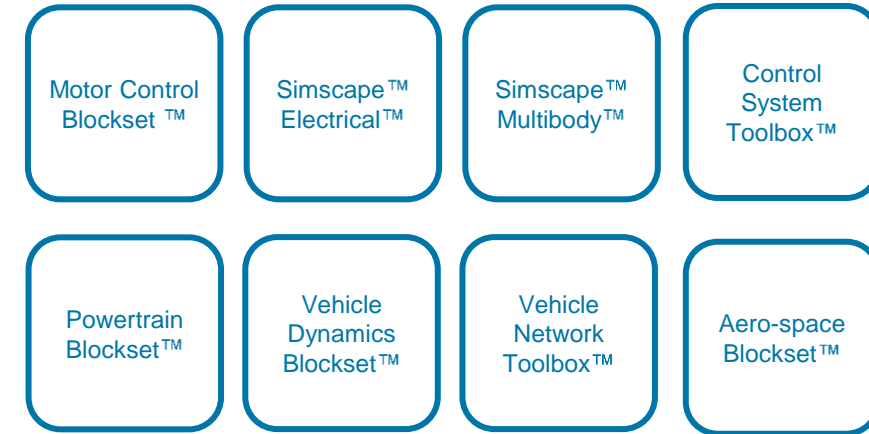 Motor Control
Blockset ™
Simscape™
Electrical™
Simscape™
Multibody™
Control
System
Toolbox™
Powertrain
Blockset™
Vehicle
Dynamics
Blockset™
Vehicle
Network
Toolbox™
Aero-space
Blockset™